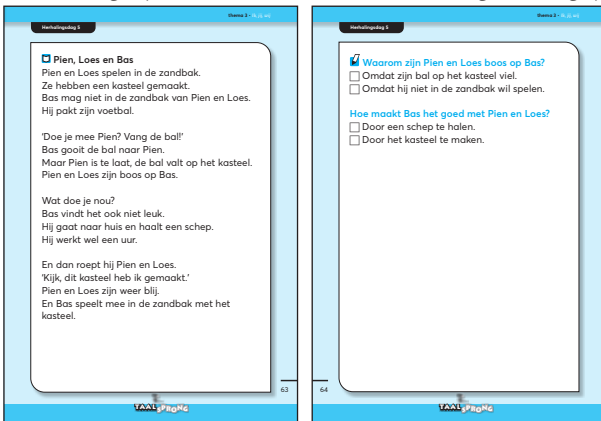 thema 3 • ik, jij, wij
Herhalingsdag 5
Pien, Loes en Bas
Pien en Loes spelen in de zandbak.
Ze hebben een kasteel gemaakt.
Bas mag niet in de zandbak van Pien en Loes.
Hij pakt zijn voetbal.
'Doe je mee Pien? Vang de bal!'
Bas gooit de bal naar Pien.
Maar Pien is te laat, de bal valt op het kasteel.
Pien en Loes zijn boos op Bas.
Wat doe je nou?
Bas vindt het ook niet leuk.
Hij gaat naar huis en haalt een schep.
Hij werkt wel een uur.
En dan roept hij Pien en Loes.
'Kijk, dit kasteel heb ik gemaakt.'
Pien en Loes zijn weer blij.
En Bas speelt mee in de zandbak met het
kasteel.
63
TAALSPRONG
thema 3 • ik, jij, wij
Herhalingsdag 5
Waarom zijn Pien en Loes boos op Bas?
Omdat zijn bal op het kasteel viel.
Omdat hij niet in de zandbak wil spelen.
Hoe maakt Bas het goed met Pien en Loes?
Door een schep te halen.
Door het kasteel te maken.
64
TAALSPRONG